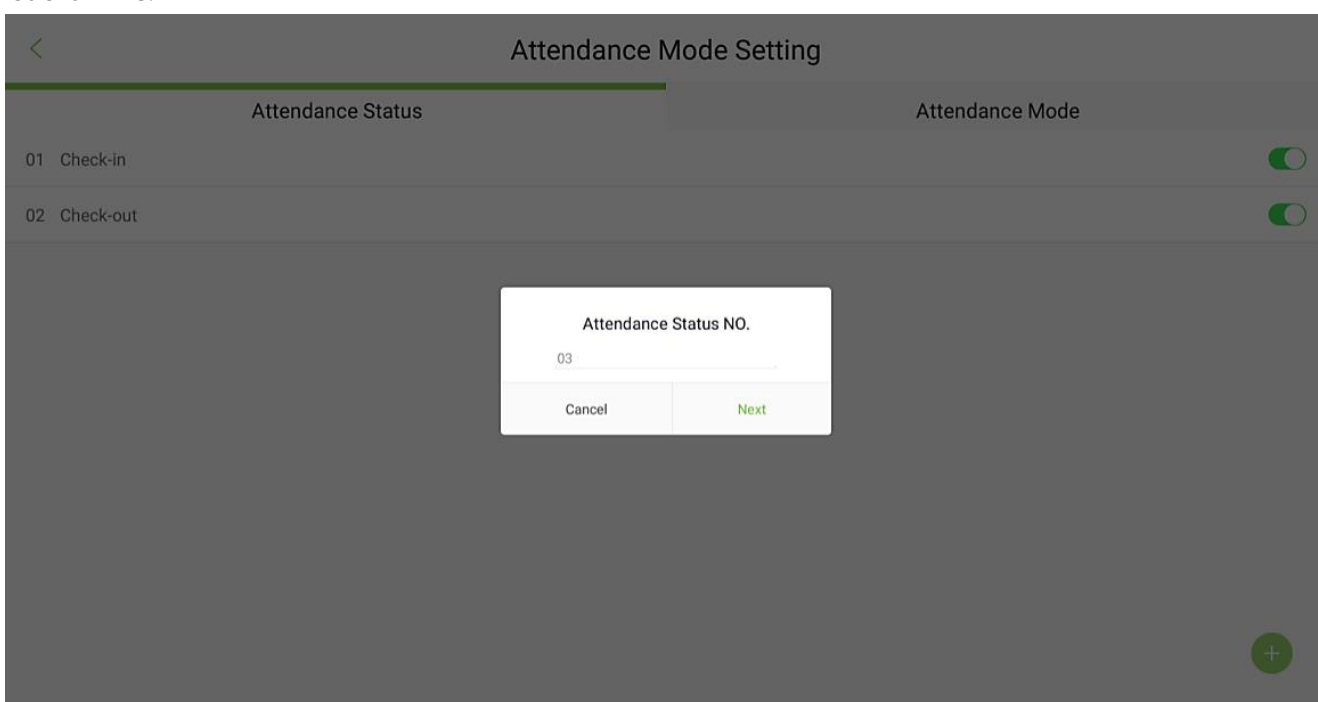 Attendance Mode Setting
Attendance Status
Attendance Mode
01 Check-in
02 Check-out
Attendance Status NO.
03
Cancel
Next